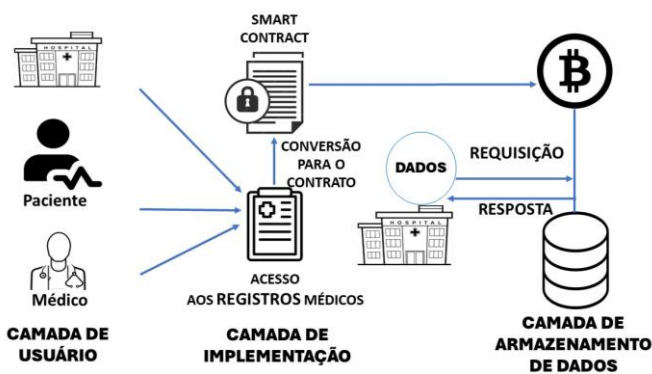 SMART
CONTRACT
HOSPITAL
CONVERSÃO
PARA O
CONTRATO
DADOS
REQUISIÇÃO
RESPOSTA
HOSPITAL
Paciente
Médico
ACESSO
AOS REGISTROS MÉDICOS
CAMADA DE
USUÁRIO
CAMADA DE
IMPLEMENTAÇÃO
CAMADA DE
ARMAZENAMENTO
DE DADOS